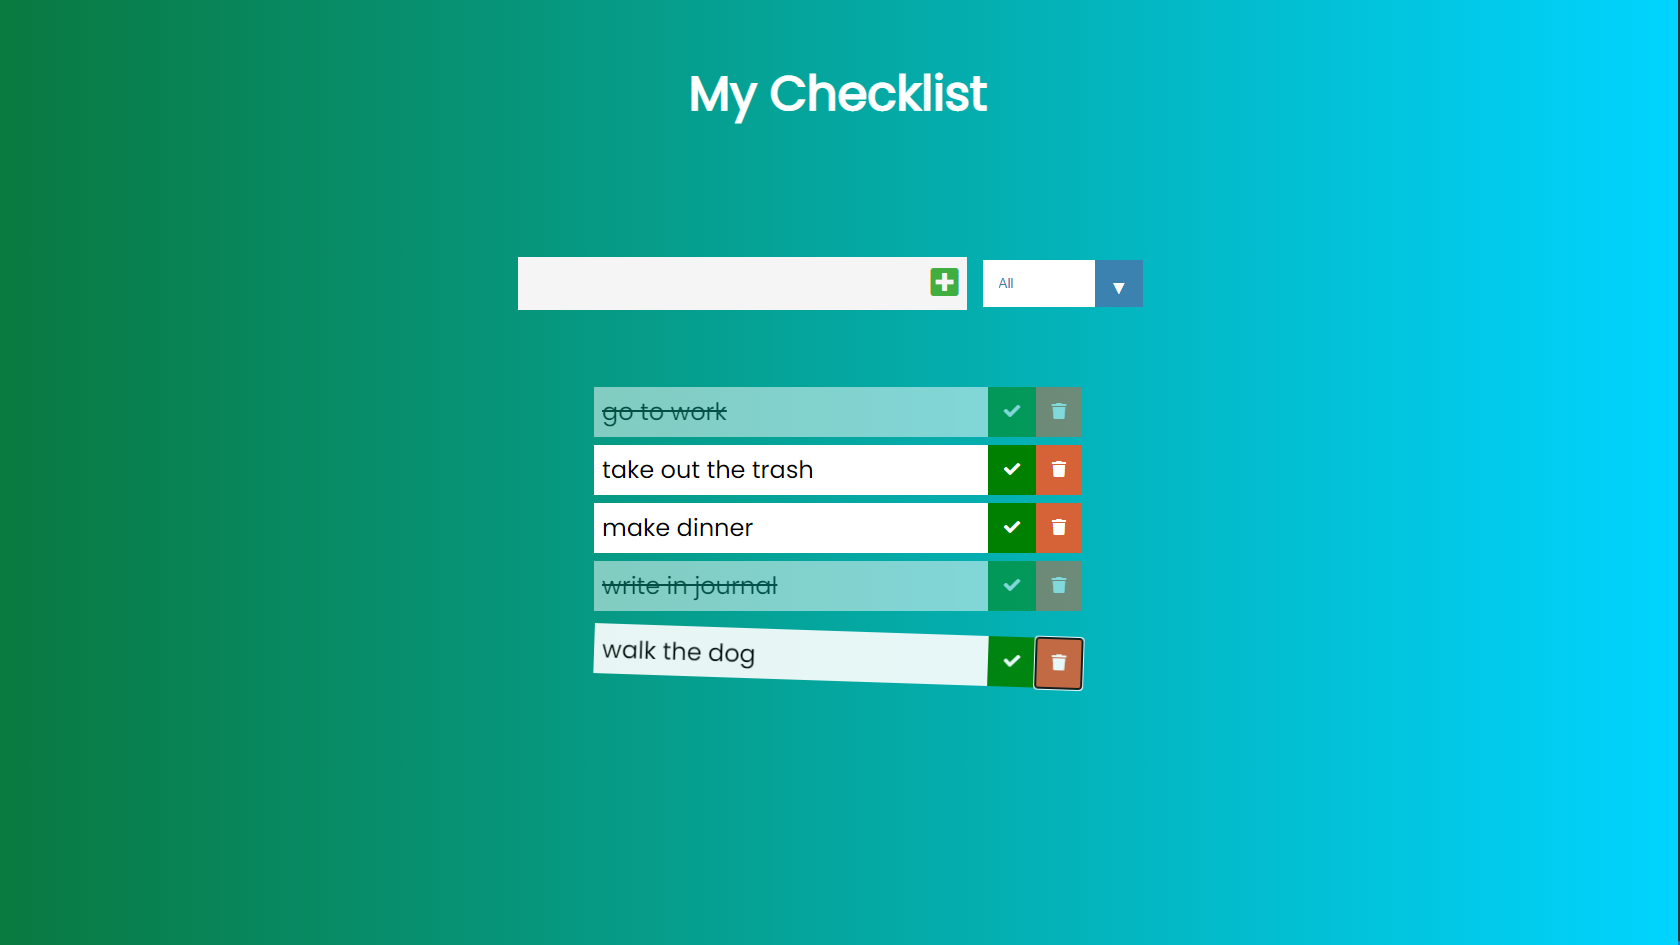 My Checklist
All
go to work
take out the trash
make dinner
write in journal
walk the dog